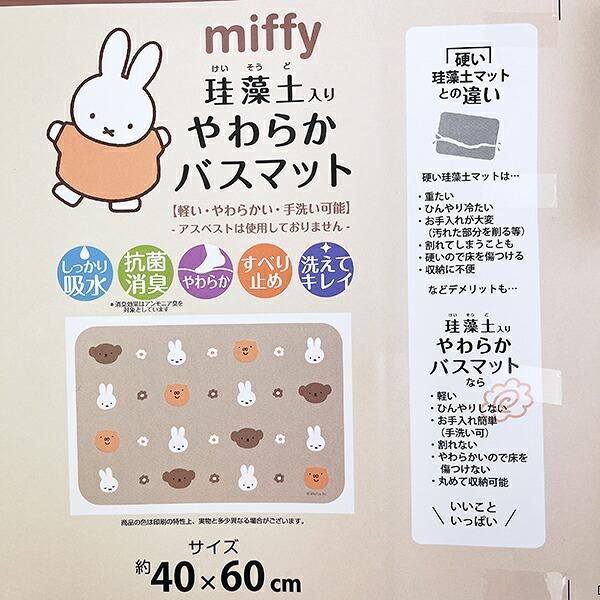 miffy
けい そう ど
珪藻土入り
やわらか
バスマット
【軽い・やわらかい・手洗い可能】
- アスベストは使用しておりません -
しっかり
吸水
抗菌
消臭
やわらか
すべり
止め
洗えて
キレイ
＊消臭効果はアンモニア臭を
対象としています
商品の色は印刷の特性上、実物と多少異なる場合がございます。
サイズ
約40×60cm
硬い
珪藻土マット
との違い
硬い珪藻土マットは…
・重たい
・ひんやり冷たい
・お手入れが大変
（汚れた部分を削る等）
・割れてしまうことも
・硬いので床を傷つける
・収納に不便
などデメリットも…
けい そう ど
珪藻土入り
やわらか
バスマット
なら
・軽い
・ひんやりしない
・お手入れ簡単
（手洗い可）
・割れない
・やわらかいので床を
傷つけない
・丸めて収納可能
いいこと
いっぱい